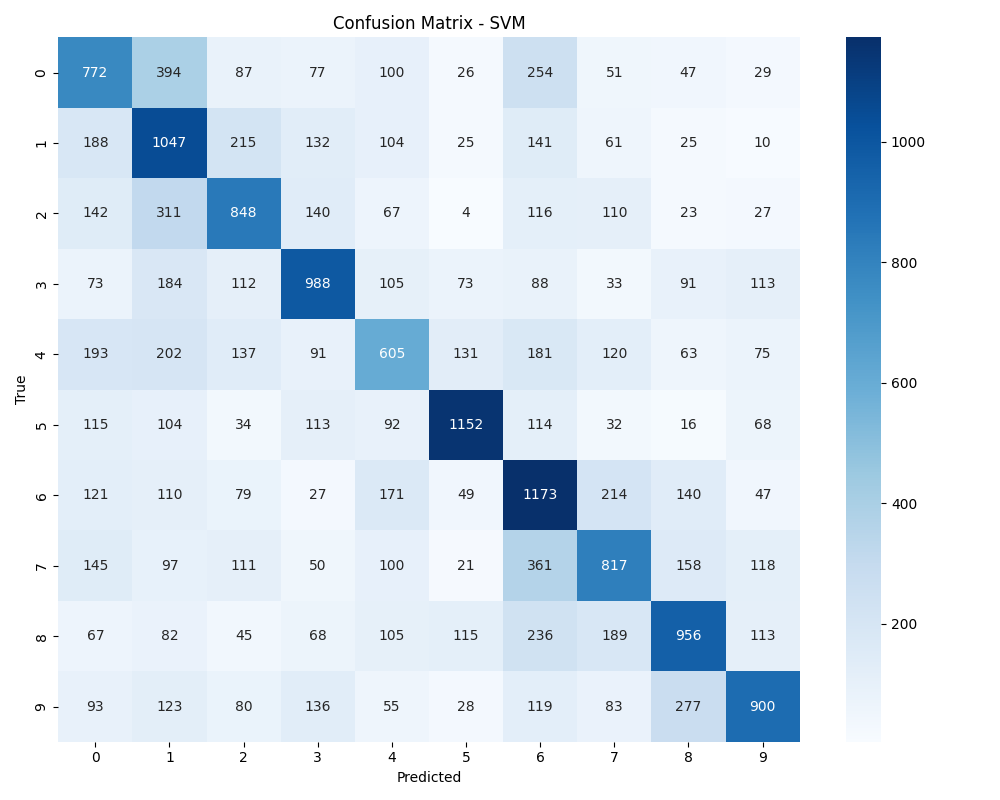 Confusion Matrix - SVM
0 772 394 87 77 100 26 254 51 47 29
1 188 1047 215 132 104 25 141 61 25 10
2 142 311 848 140 67 4 116 110 23 27
3 73 184 112 988 105 73 88 33 91 113
4 193 202 137 91 605 131 181 120 63 75
5 115 104 34 113 92 1152 114 32 16 68
6 121 110 79 27 171 49 1173 214 140 47
7 145 97 111 50 100 21 361 817 158 118
8 67 82 45 68 105 115 236 189 956 113
9 93 123 80 136 55 28 119 83 277 900
0 1 2 3 4 5 6 7 8 9
Predicted
True
1000
800
600
400
200